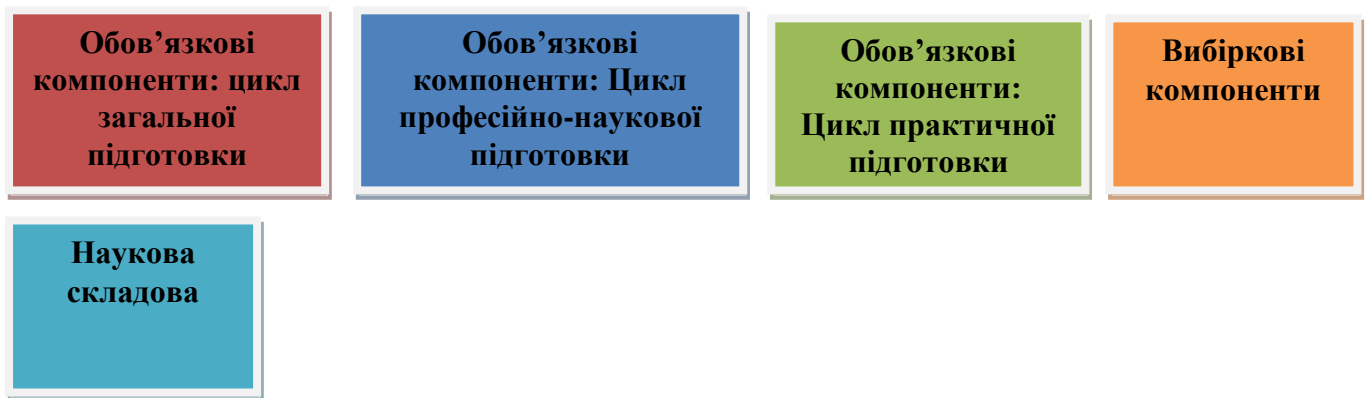 Обов’язкові
компоненти: цикл
загальної
підготовки
Обов’язкові
компоненти: Цикл
професійно-наукової
підготовки
Обов’язкові
компоненти:
Цикл практичної
підготовки
Вибіркові
компоненти
Наукова
складова